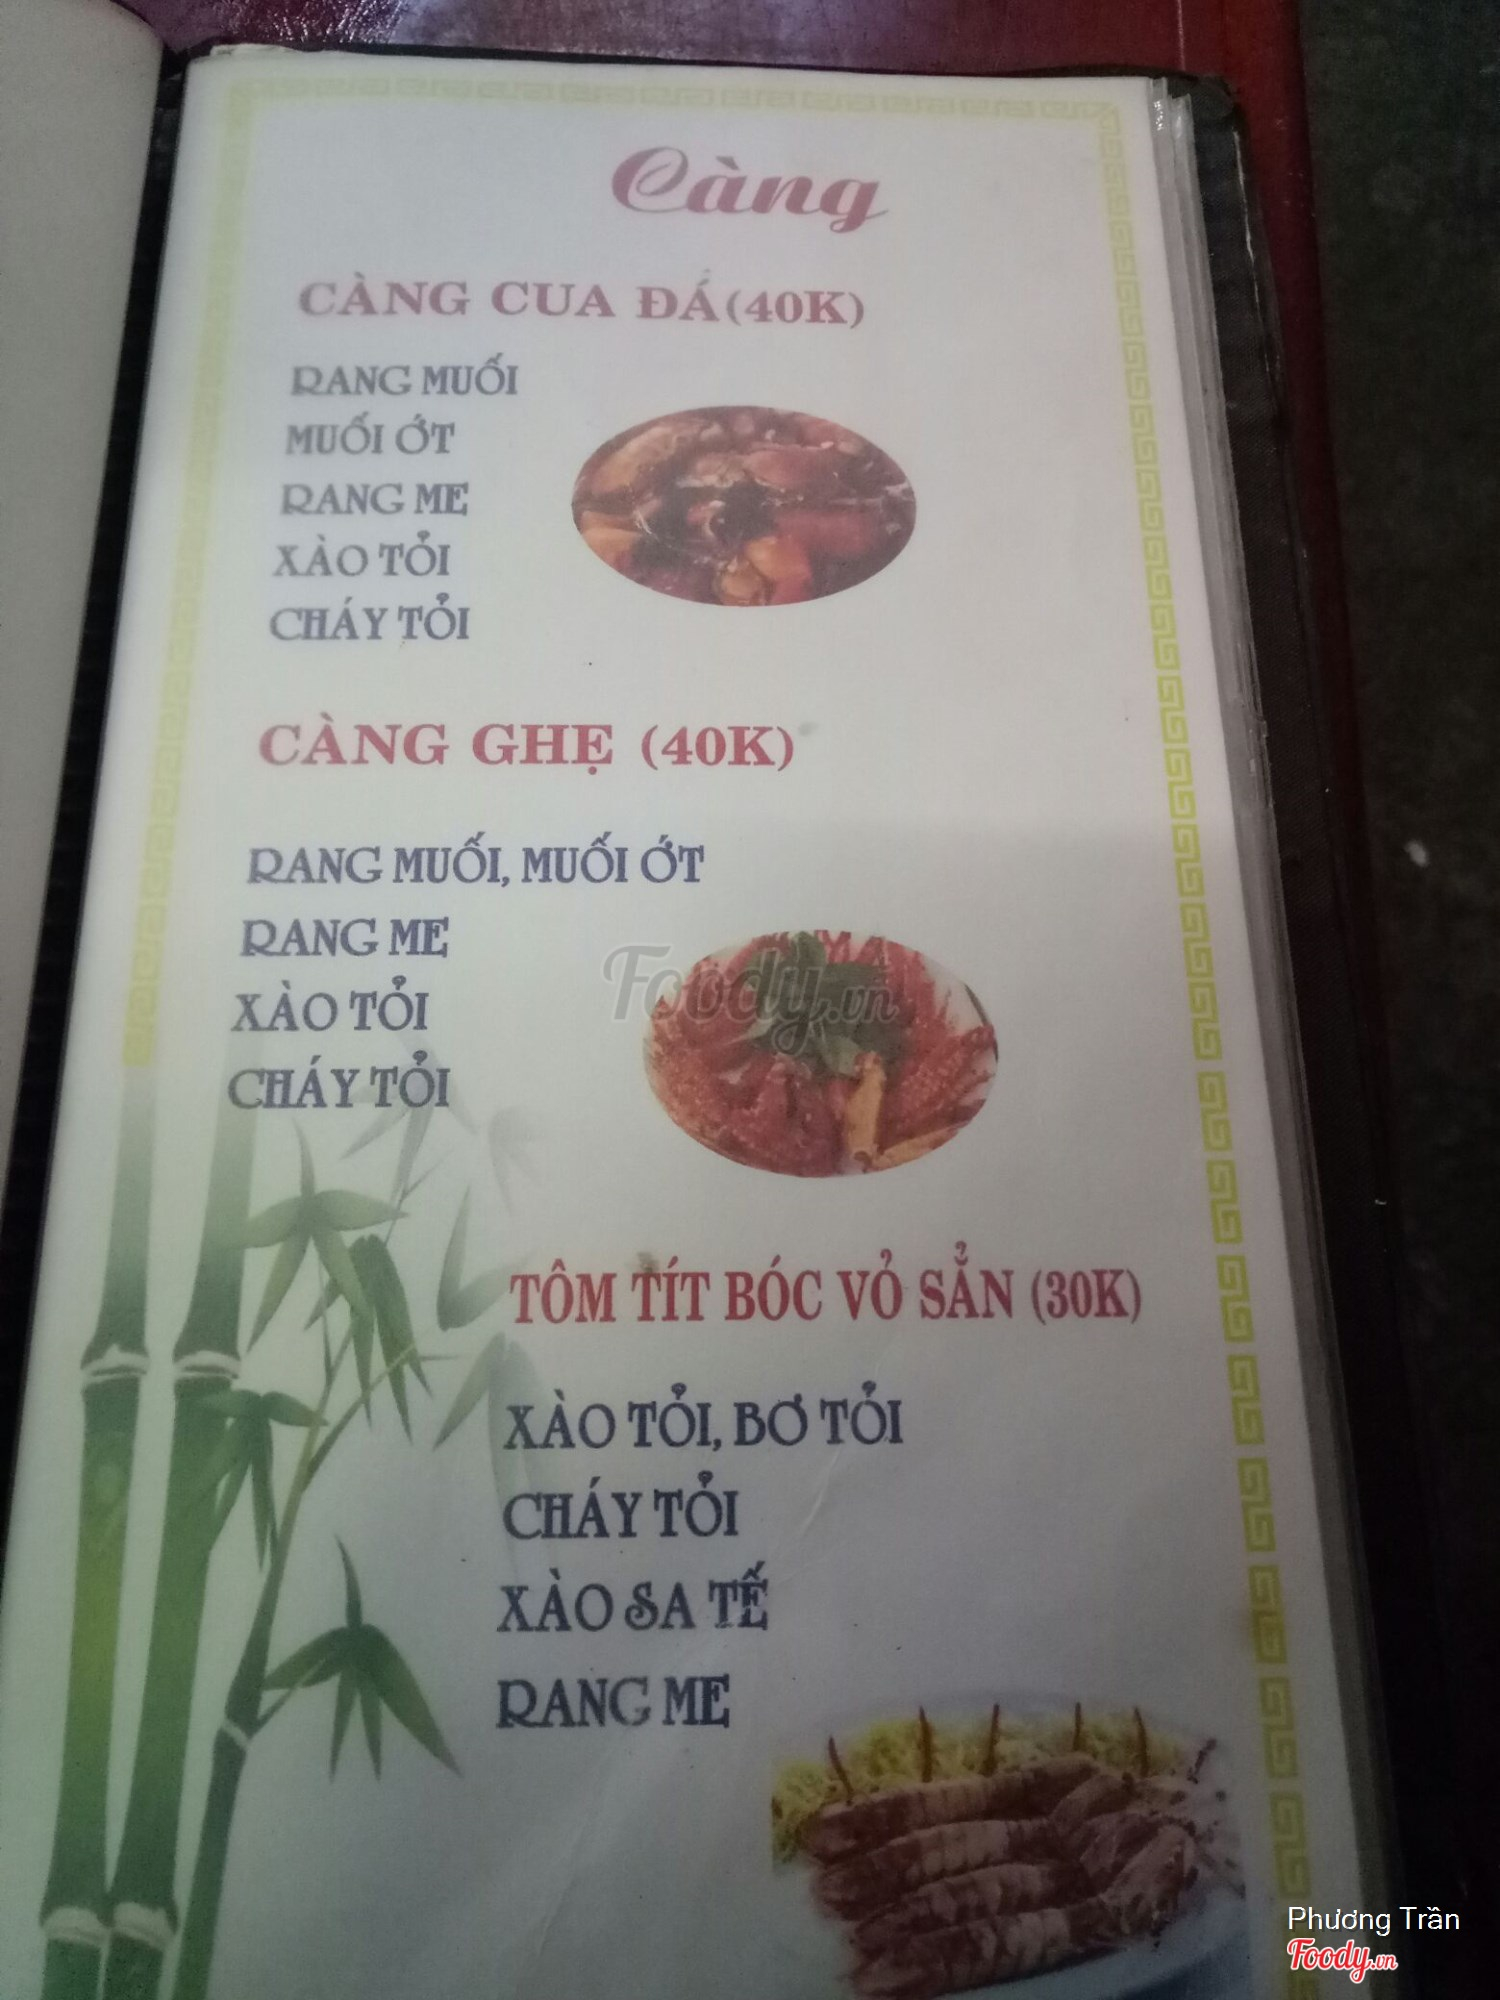 Càng
CÀNG CUA ĐÁ(40K)
RANG MUỐI
MUỐI ỚT
RANG ME
XÀO TỎI
CHÁY TỎI
CÀNG GHẸ (40K)
RANG MUỐI, MUỐI ỚT
RANG ME
XÀO TỎI
CHÁY TỎI
Foody.vn
TÔM TÍT BÓC VỎ SẲN (30K)
XÀO TỎI, BƠ TỎI
CHÁY TỎI
XÀO SA TẾ
RANG ME
Phương Trần
Foody.vn